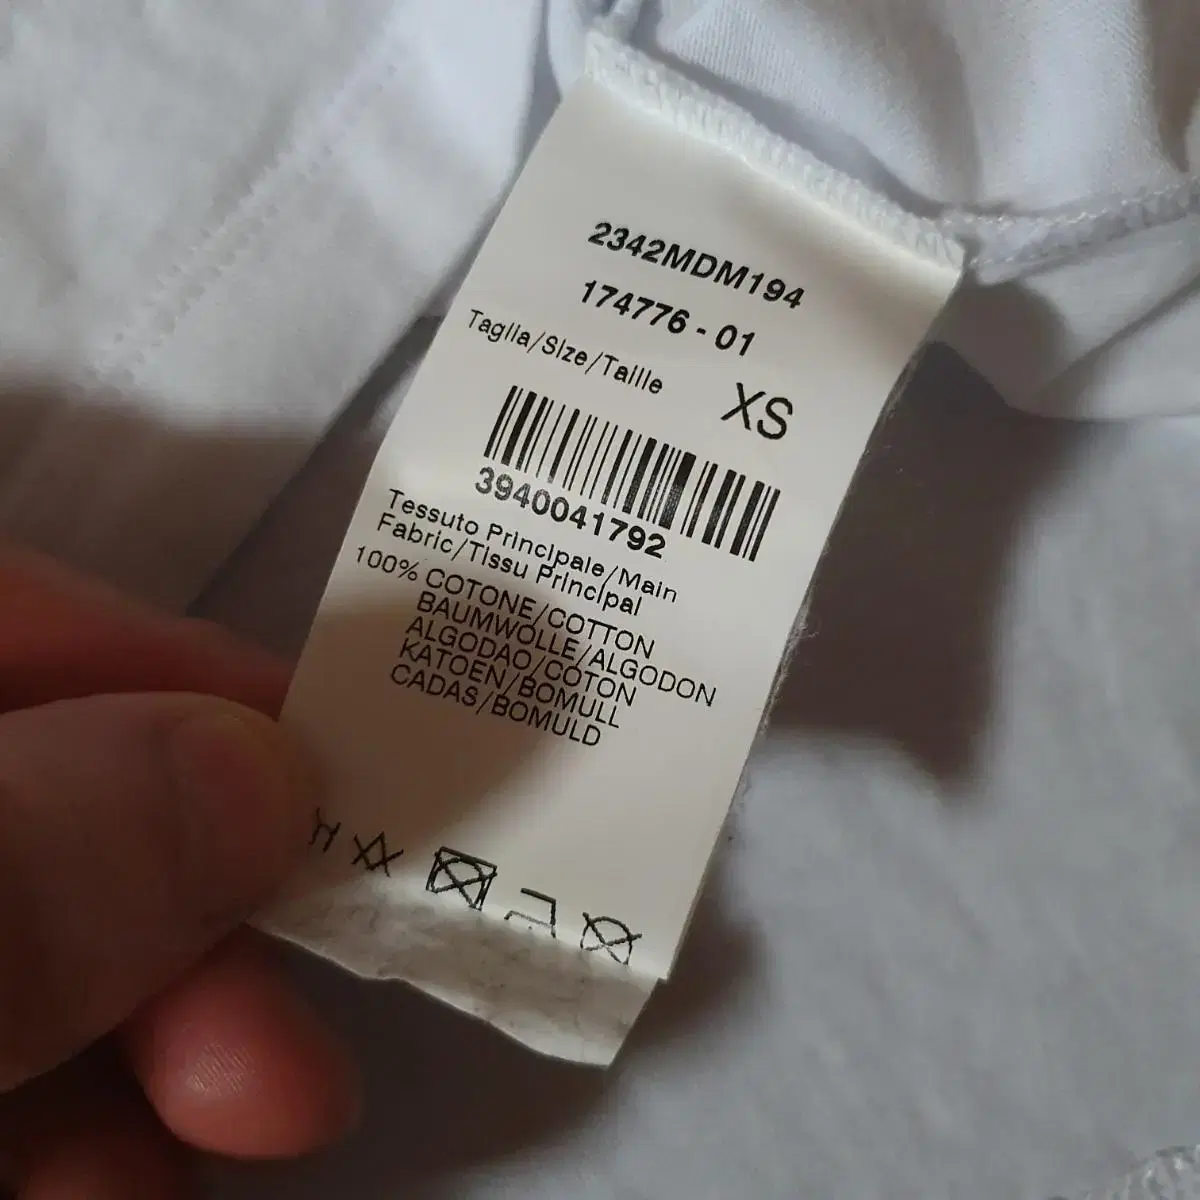 2342MDM194
174776-01
Taglia/Size/Taille XS
3940041792
Tessuto Principale/Main
Fabric/Tissu Principal
100% COTONE/COTTON
BAUMWOLLE/ALGODON
ALGODAO/COTON
KATOEN/BOMULL
CADAS/BOMULD